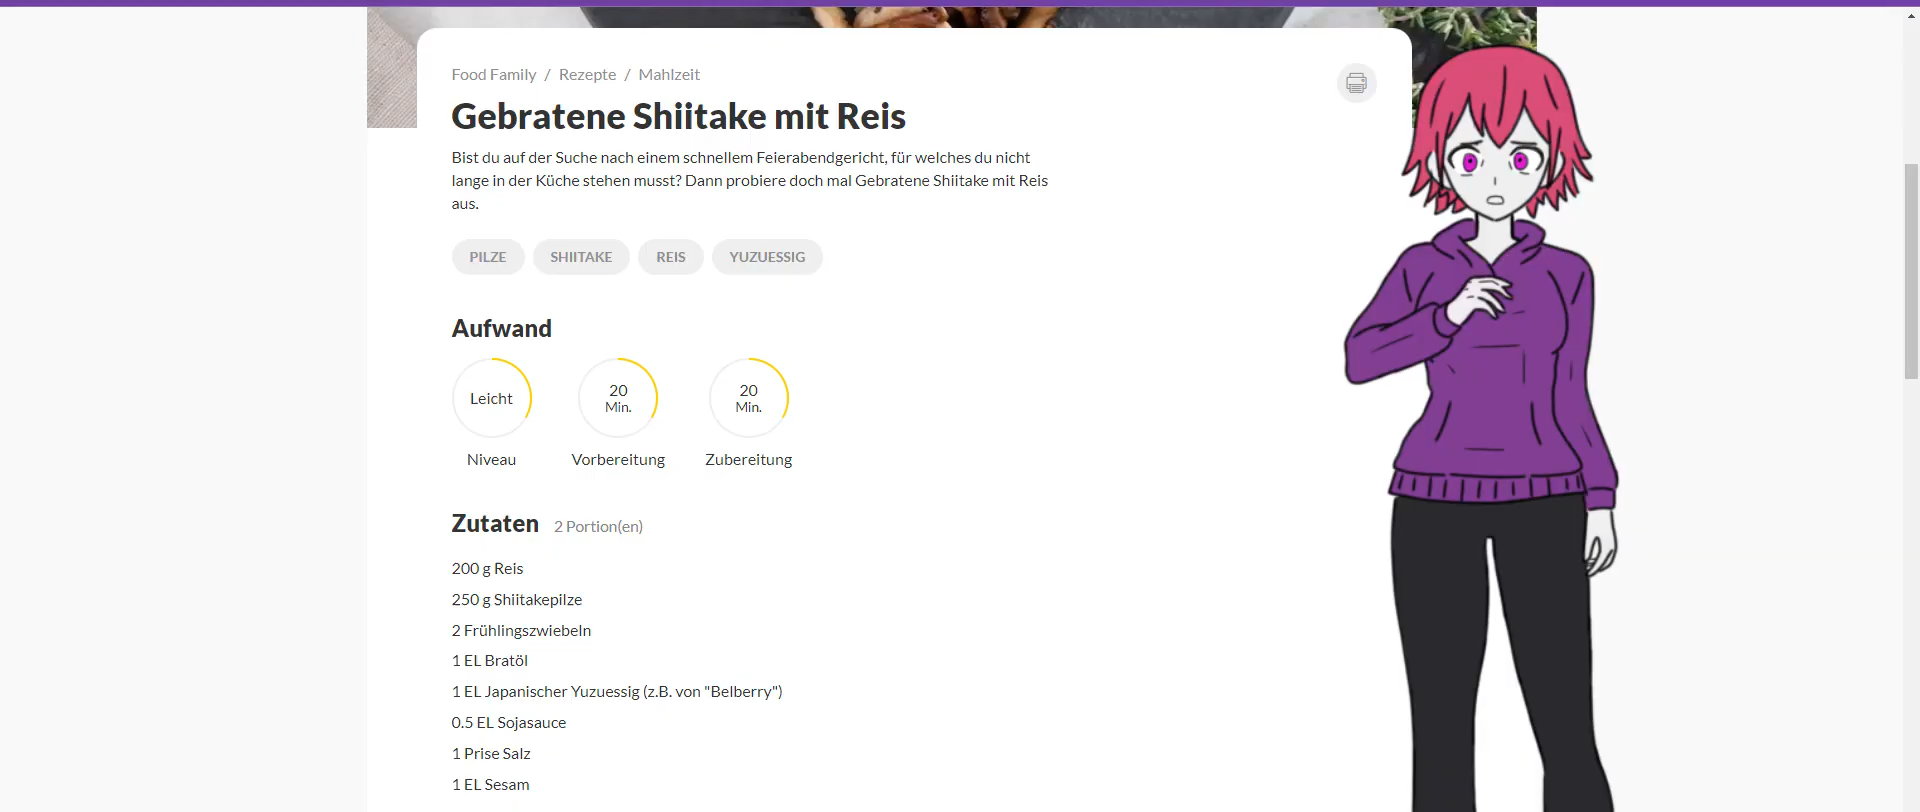 Food Family / Rezepte / Mahlzeit
Gebratene Shiitake mit Reis
Bist du auf der Suche nach einem schnellem Feierabendgericht, für welches du nicht
lange in der Küche stehen musst? Dann probiere doch mal Gebratene Shiitake mit Reis
aus.
PILZE SHIITAKE REIS YUZUESSIG
Aufwand
Leicht 20 20
Min. Min.
Niveau Vorbereitung Zubereitung
Zutaten 2 Portion(en)
200 g Reis
250 g Shiitakepilze
2 Frühlingszwiebeln
1 EL Bratöl
1 EL Japanischer Yuzuessig (z.B. von "Belberry")
0.5 EL Sojasauce
1 Prise Salz
1 EL Sesam